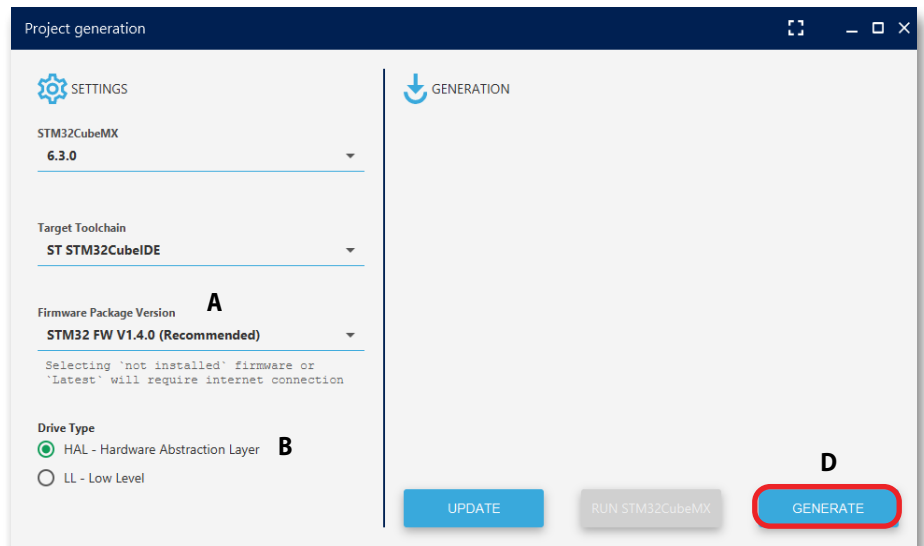 Project generation
SETTINGS
STM32CubeMX
6.3.0
Target Toolchain
ST STM32CubeIDE
Firmware Package Version
A
STM32 FW V1.4.0 (Recommended)
Selecting `not installed` firmware or
`Latest` will require internet connection
Drive Type
HAL - Hardware Abstraction Layer
B
LL - Low Level
GENERATION
D
UPDATE
RUN STM32CubeMX
GENERATE